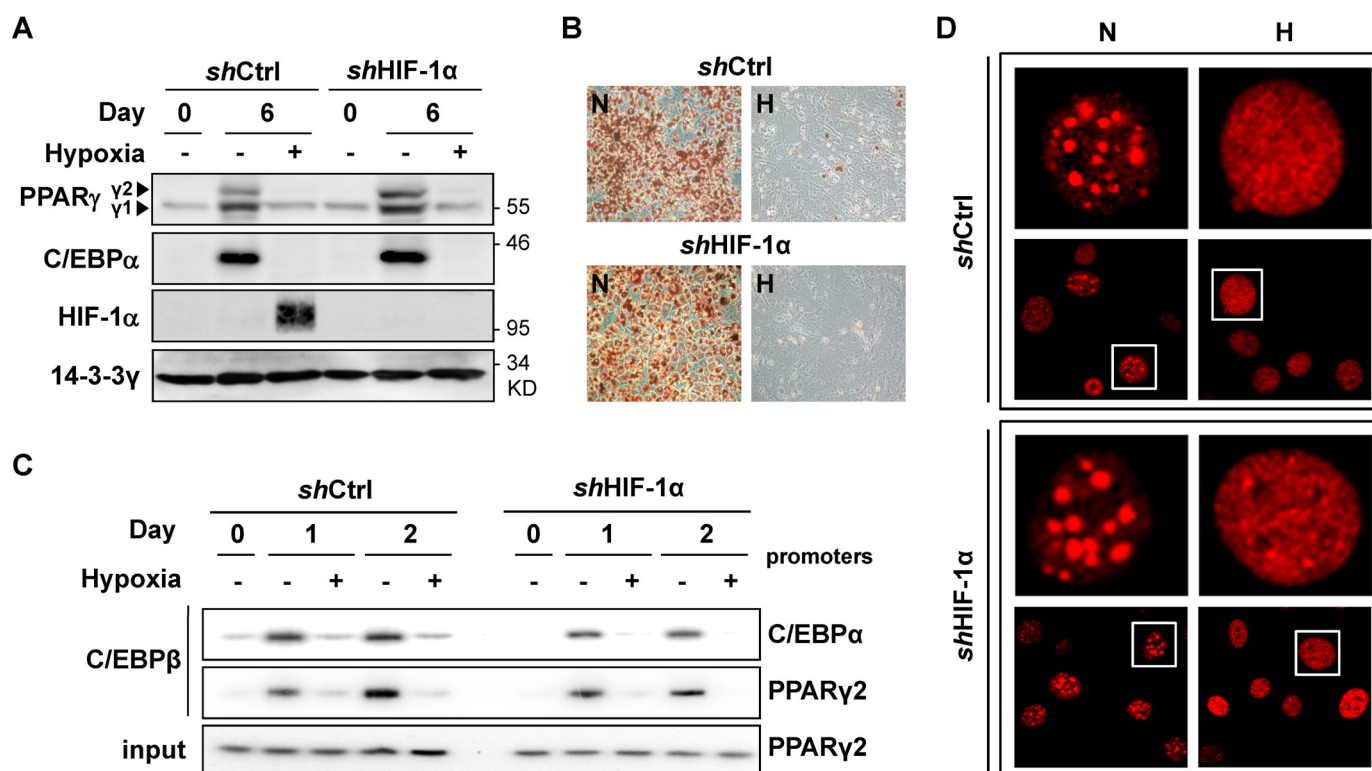 A
shCtrl shHIF-1α
Day 0 6 0 6
Hypoxia - - + - - +
PPARγ γ2 γ1 55
C/EBPα 46
HIF-1α 95
14-3-3γ 34 KD
B
shCtrl
N H
shHIF-1α
N H
C
shCtrl shHIF-1α
Day 0 1 2 0 1 2 promoters
Hypoxia - - + - + - - + - +
C/EBPβ C/EBPα
PPARγ2
input PPARγ2
D
N H
shCtrl
shHIF-1α